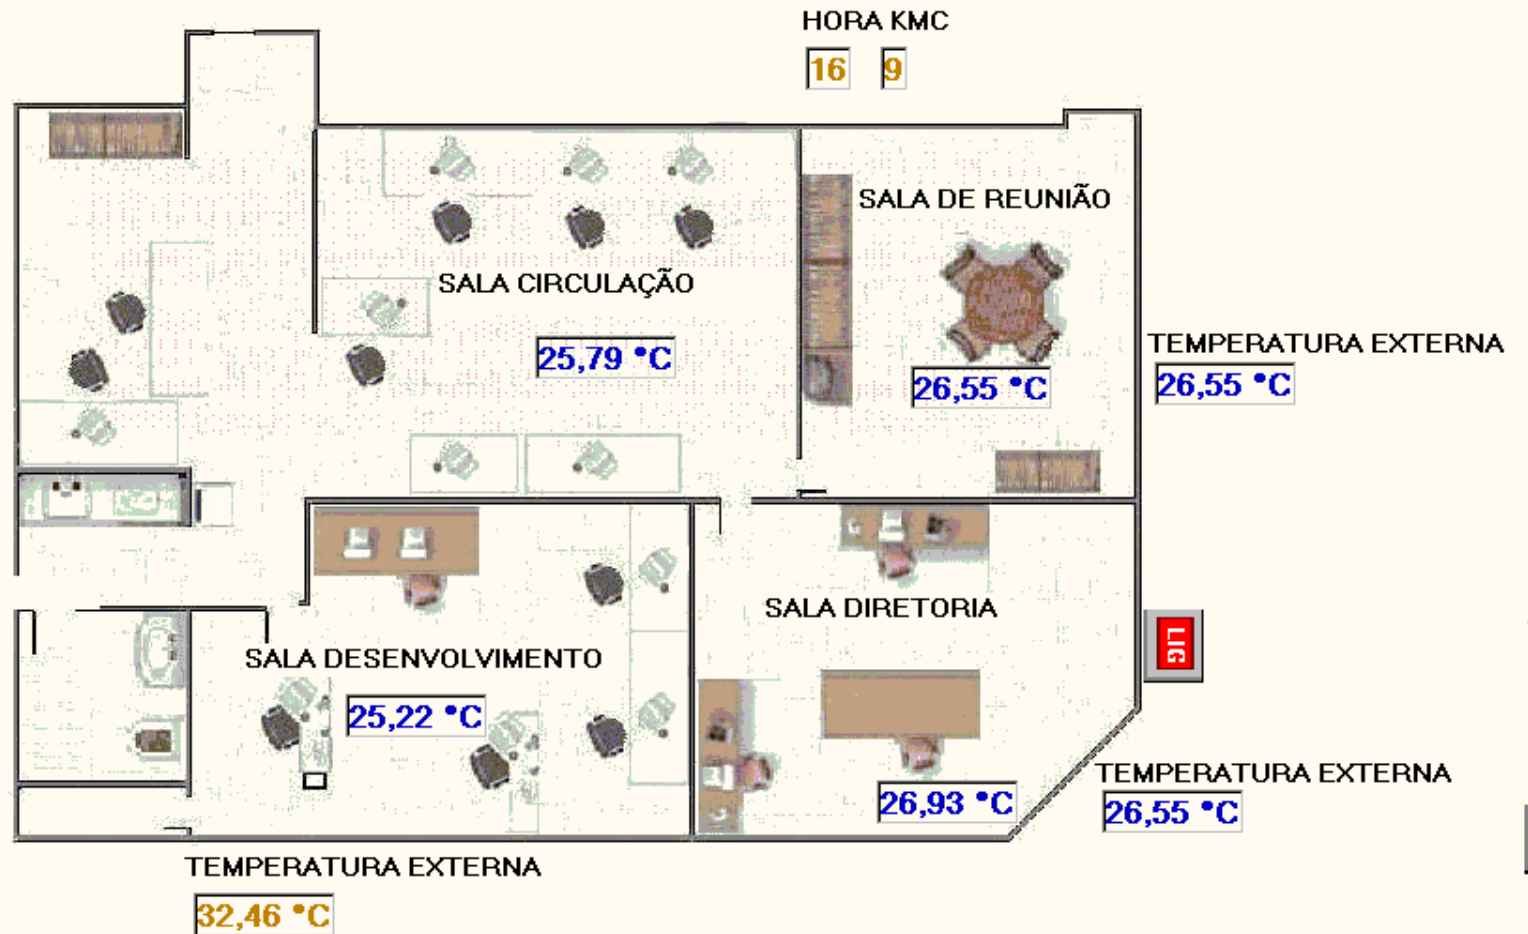 HORA KMC
16 9
SALA DE REUNIÃO
SALA CIRCULAÇÃO
25,79 °C
26,55 °C
TEMPERATURA EXTERNA
26,55 °C
SALA DIRETORIA
LIG
SALA DESENVOLVIMENTO
25,22 °C
26,93 °C
TEMPERATURA EXTERNA
26,55 °C
TEMPERATURA EXTERNA
32,46 °C